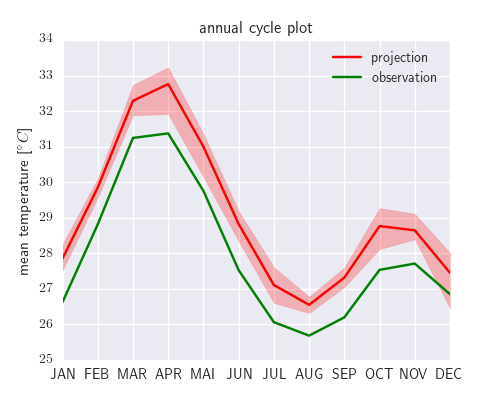 annual cycle plot
projection
observation
mean temperature [°C]
34
33
32
31
30
29
28
27
26
25
JAN FEB MAR APR MAI JUN JUL AUG SEP OCT NOV DEC